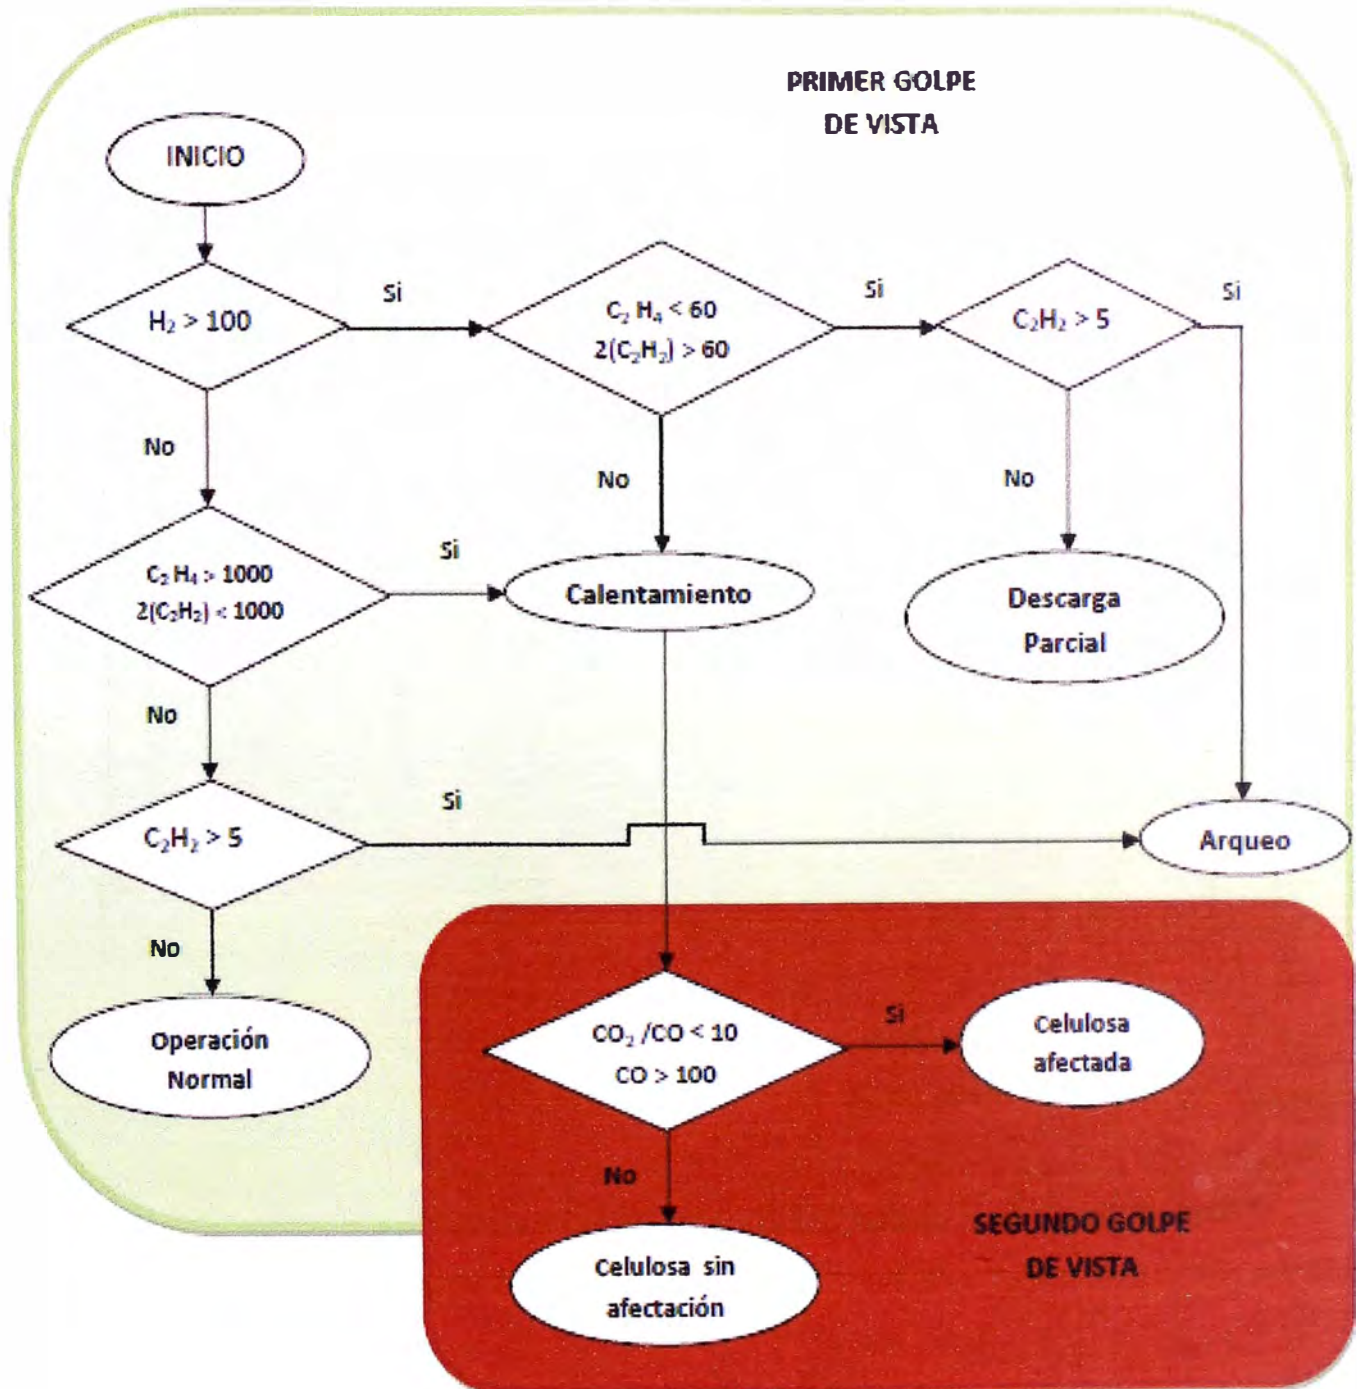 PRIMER GOLPE
DE VISTA
INICIO
H₂ > 100
Si
C₂ H₄ < 60
2(C₂H₂) > 60
Si
C₂H₂ > 5
Si
No
No
No
C₂ H₄ > 1000
2(C₂H₂) < 1000
Si
Calentamiento
Descarga
Parcial
No
C₂H₂ > 5
Si
Arqueo
No
Operación
Normal
CO₂ /CO < 10
CO > 100
Si
Celulosa
afectada
No
Celulosa sin
afectación
SEGUNDO GOLPE
DE VISTA